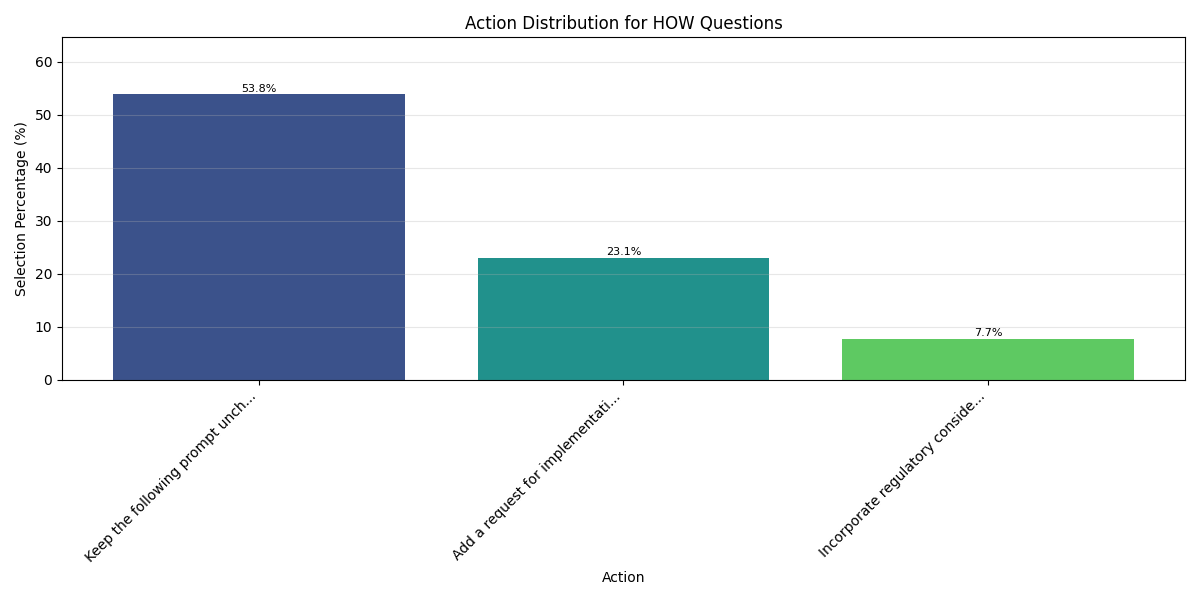 Action Distribution for HOW Questions
Selection Percentage (%)
60
50
40
30
20
10
0
53.8%
23.1%
7.7%
Keep the following prompt unch...
Add a request for implementati...
Incorporate regulatory conside...
Action